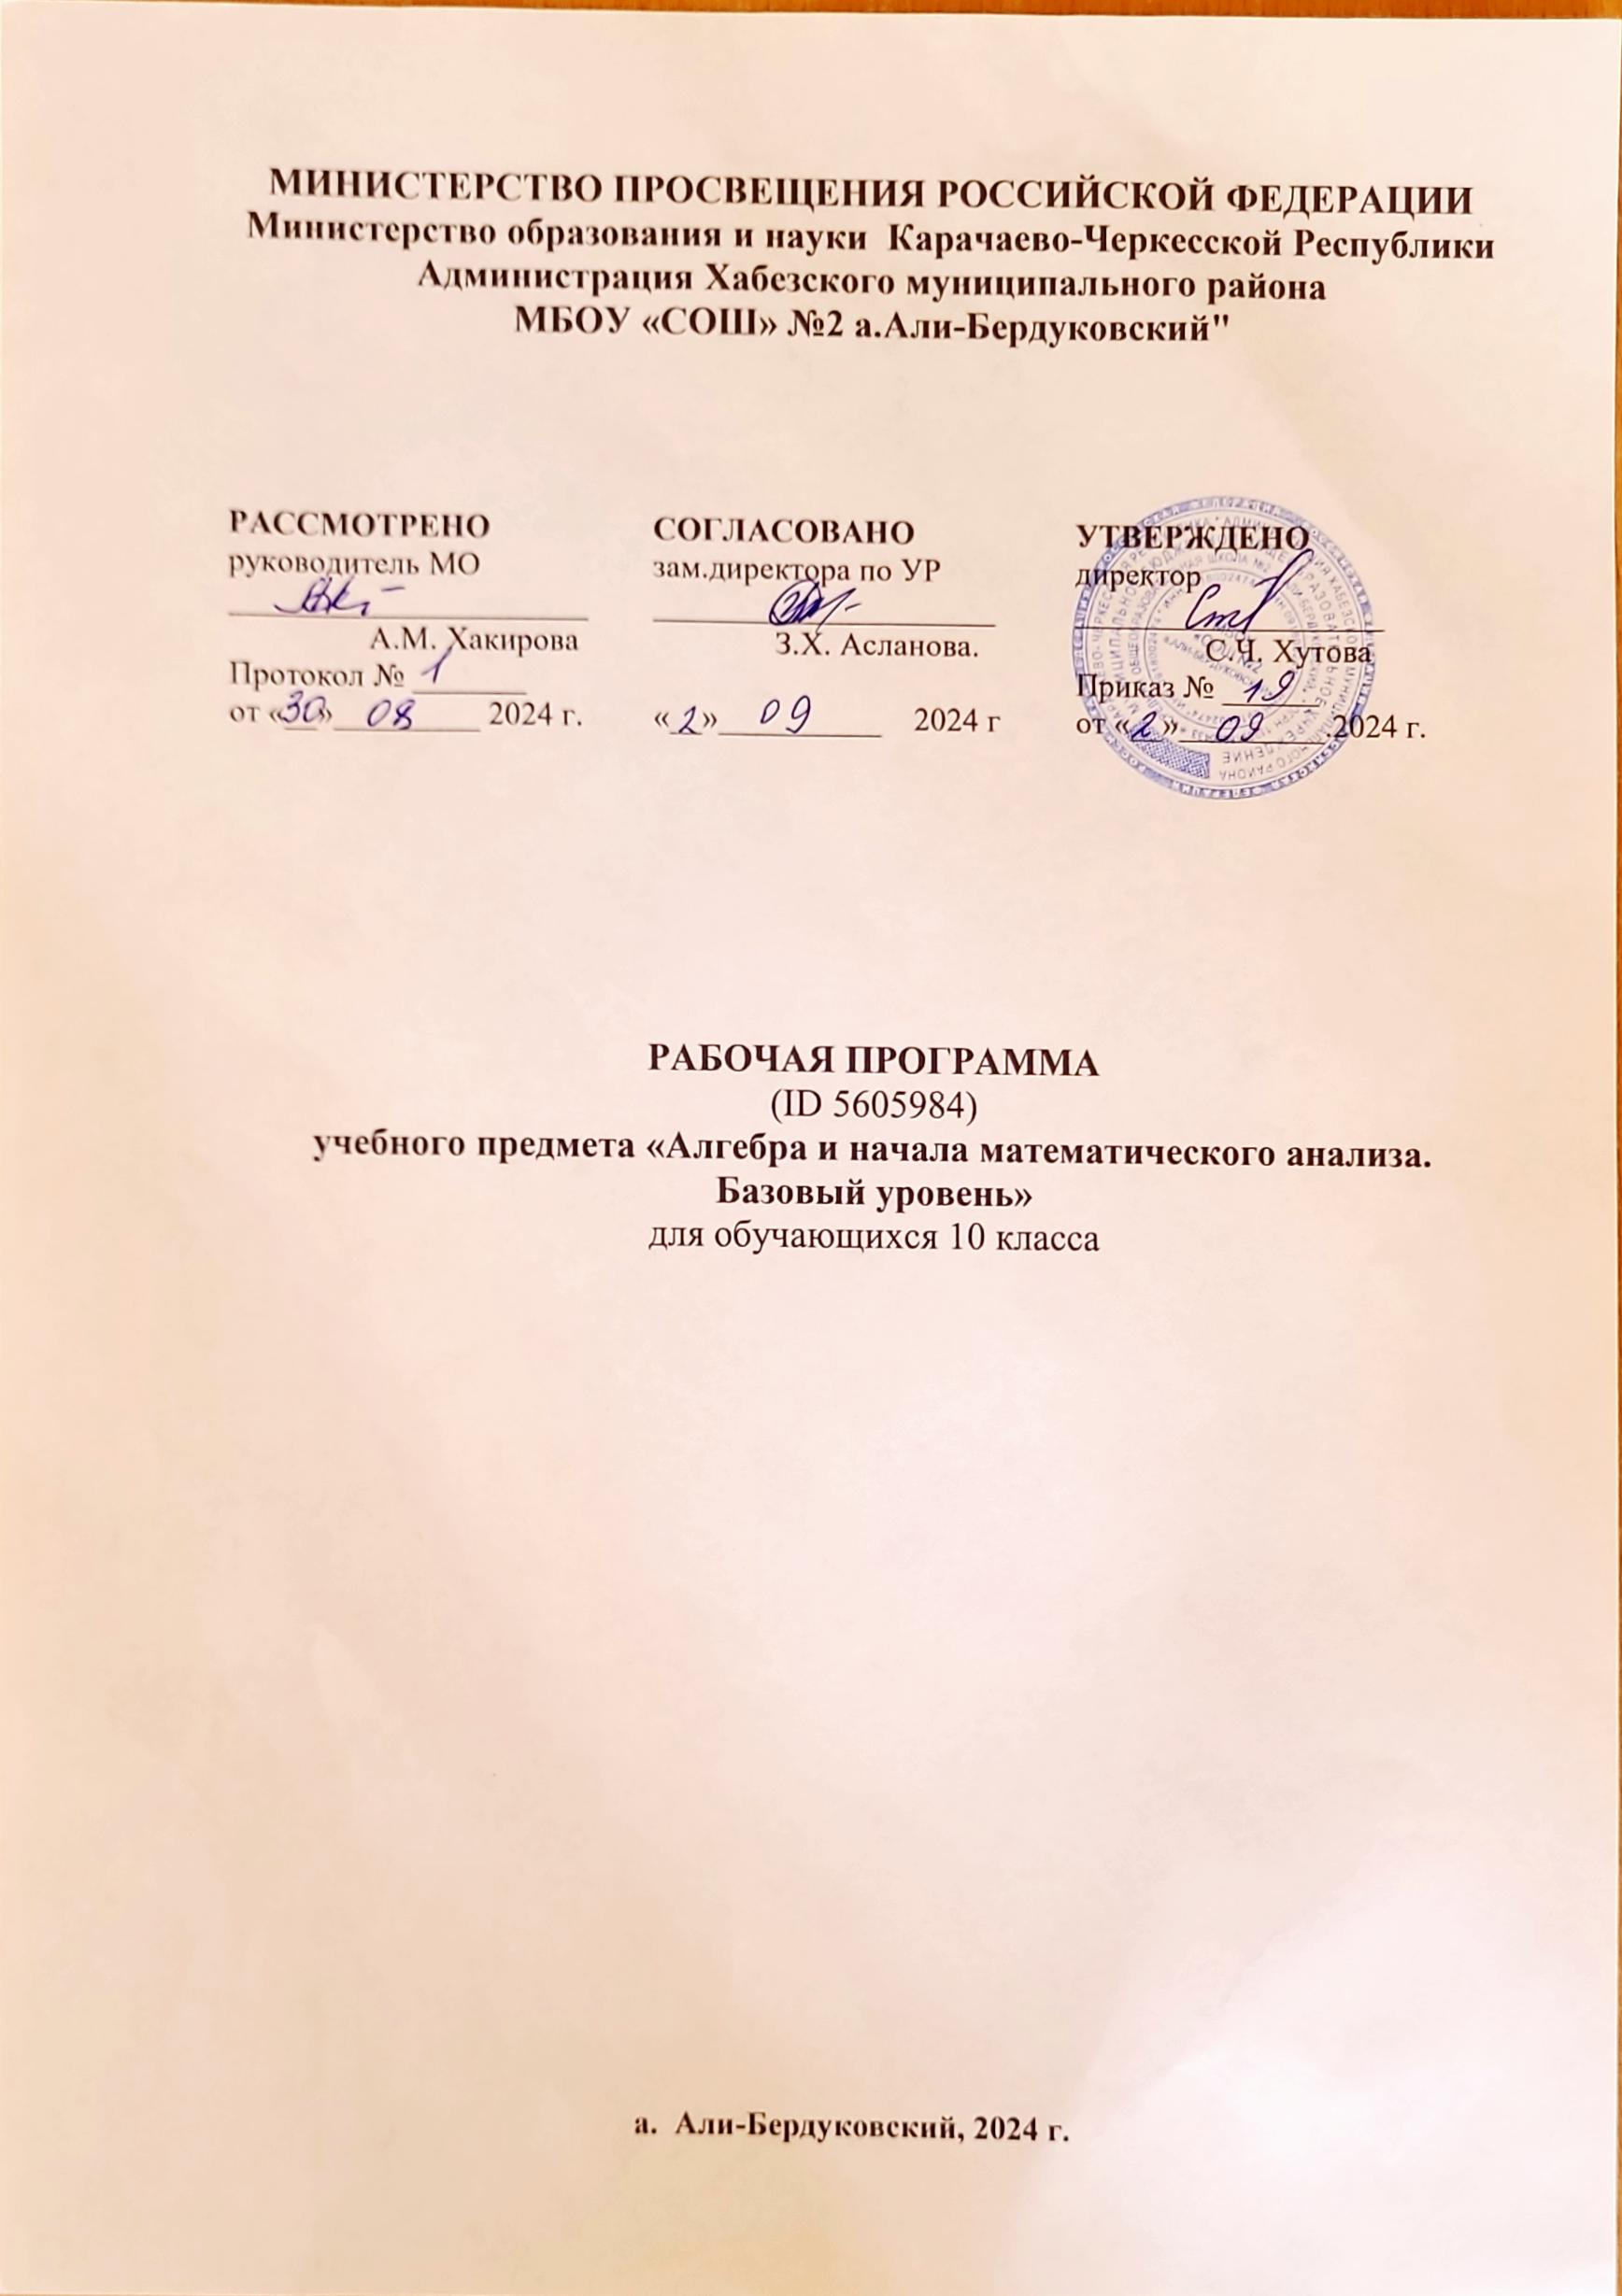 МИНИСТЕРСТВО ПРОСВЕЩЕНИЯ РОССИЙСКОЙ ФЕДЕРАЦИИ
Министерство образования и науки Карачаево-Черкесской Республики
Администрация Хабезского муниципального района
МБОУ «СОШ» №2 а.Али-Бердуковский"
РАССМОТРЕНО
руководитель МО
А.М. Хакирова
Протокол № 1
от «30» 08 2024 г.
СОГЛАСОВАНО
зам.директора по УР
З.Х. Асланова.
«2» 09 2024 г
УТВЕРЖДЕНО
директор
С.Ч. Хутова
Приказ № 19
от «2» 09 .2024 г.
РАБОЧАЯ ПРОГРАММА
(ID 5605984)
учебного предмета «Алгебра и начала математического анализа.
Базовый уровень»
для обучающихся 10 класса
а. Али-Бердуковский, 2024 г.